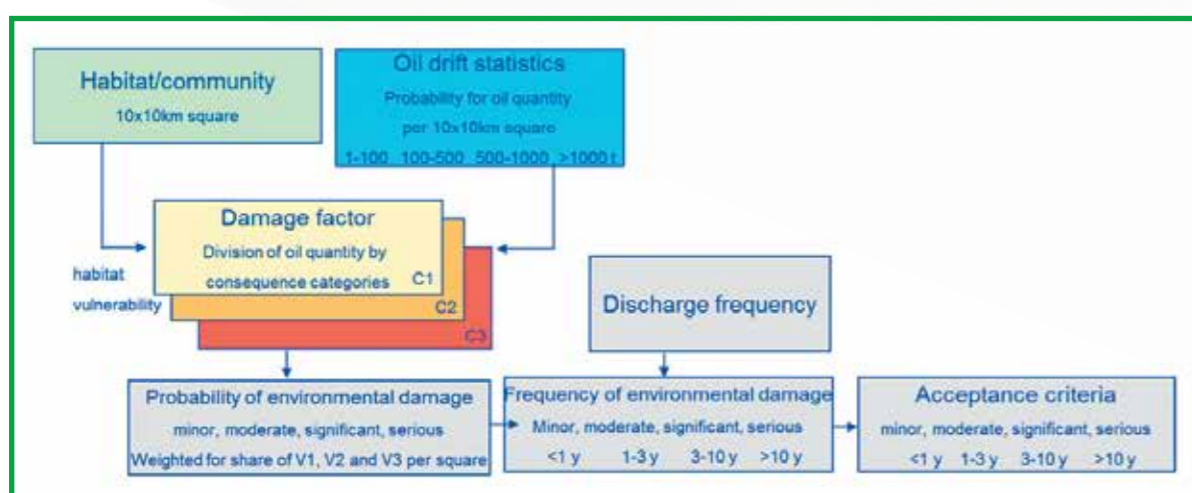 Habitat/community
10x10km square
Oil drift statistics
Probability for oil quantity
per 10x10km square
1-100 100-500 500-1000 >1000 t
Damage factor
Division of oil quantity by
consequence categories
C1
C2
C3
habitat
vulnerability
Discharge frequency
Probability of environmental damage
minor, moderate, significant, serious
Weighted for share of V1, V2 and V3 per square
Frequency of environmental damage
Minor, moderate, significant, serious
<1 y 1-3 y 3-10 y >10 y
Acceptance criteria
minor, moderate, significant, serious
<1 y 1-3 y 3-10 y >10 y